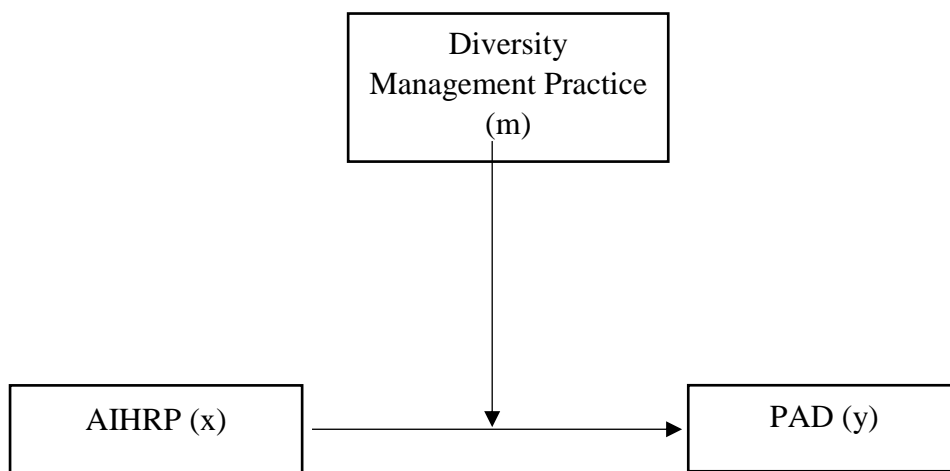 Diversity
Management Practice
(m)
AIHRP (x)
PAD (y)